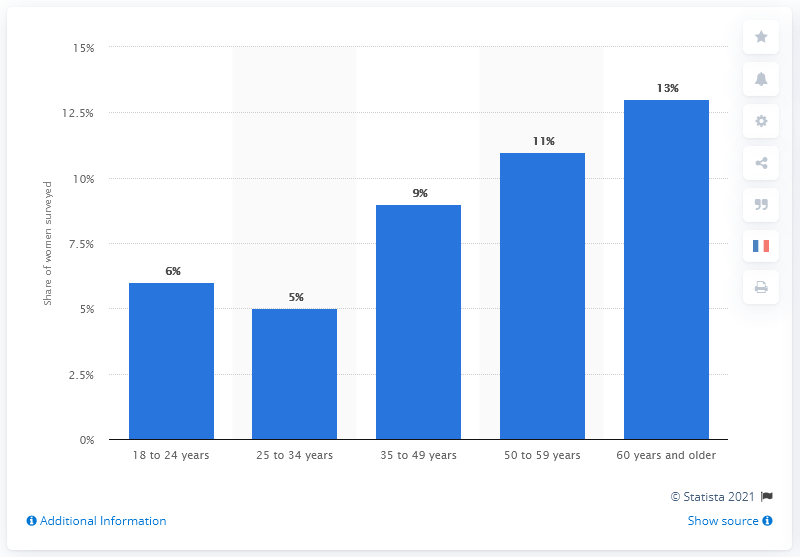 15%
12.5%
10%
7.5%
5%
2.5%
0%
Share of women surveyed
6%
5%
9%
11%
13%
18 to 24 years
25 to 34 years
35 to 49 years
50 to 59 years
60 years and older
© Statista 2021
Additional Information
Show source